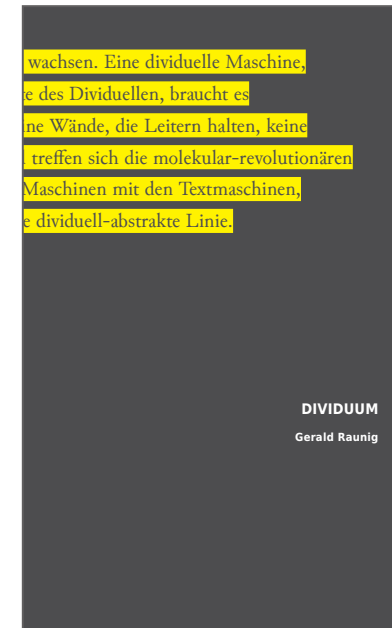 wachsen. Eine dividuelle Maschine,
des Dividuellen, braucht es
Wände, die Leitern halten, keine
treffen sich die molekular-revolutionären
Maschinen mit den Textmaschinen,
dividuell-abstrakte Linie.
DIVIDUUM
Gerald Raunig